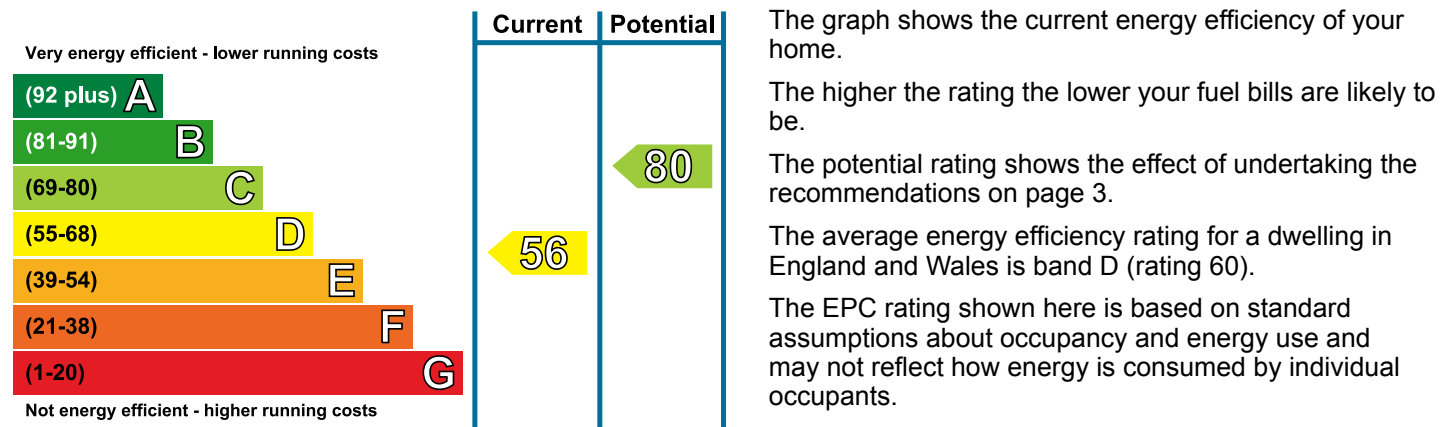 Current Potential
Very energy efficient - lower running costs
(92 plus) A
(81-91) B
80
(69-80) C
(55-68) D
56
(39-54) E
(21-38) F
(1-20) G
Not energy efficient - higher running costs
The graph shows the current energy efficiency of your
home.
The higher the rating the lower your fuel bills are likely to
be.
The potential rating shows the effect of undertaking the
recommendations on page 3.
The average energy efficiency rating for a dwelling in
England and Wales is band D (rating 60).
The EPC rating shown here is based on standard
assumptions about occupancy and energy use and
may not reflect how energy is consumed by individual
occupants.